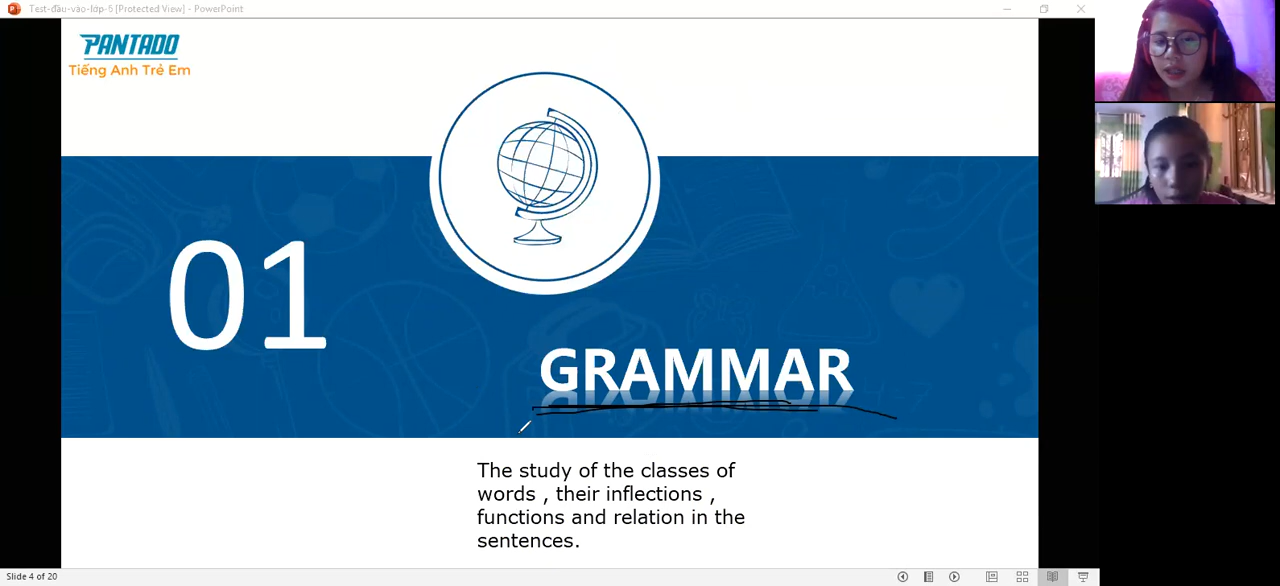 Test-đầu-vào-lớp-6 [Protected View] - PowerPoint
PANTADO
Tiếng Anh Trẻ Em
01
GRAMMAR
The study of the classes of
words , their inflections ,
functions and relation in the
sentences.
Slide 4 of 20